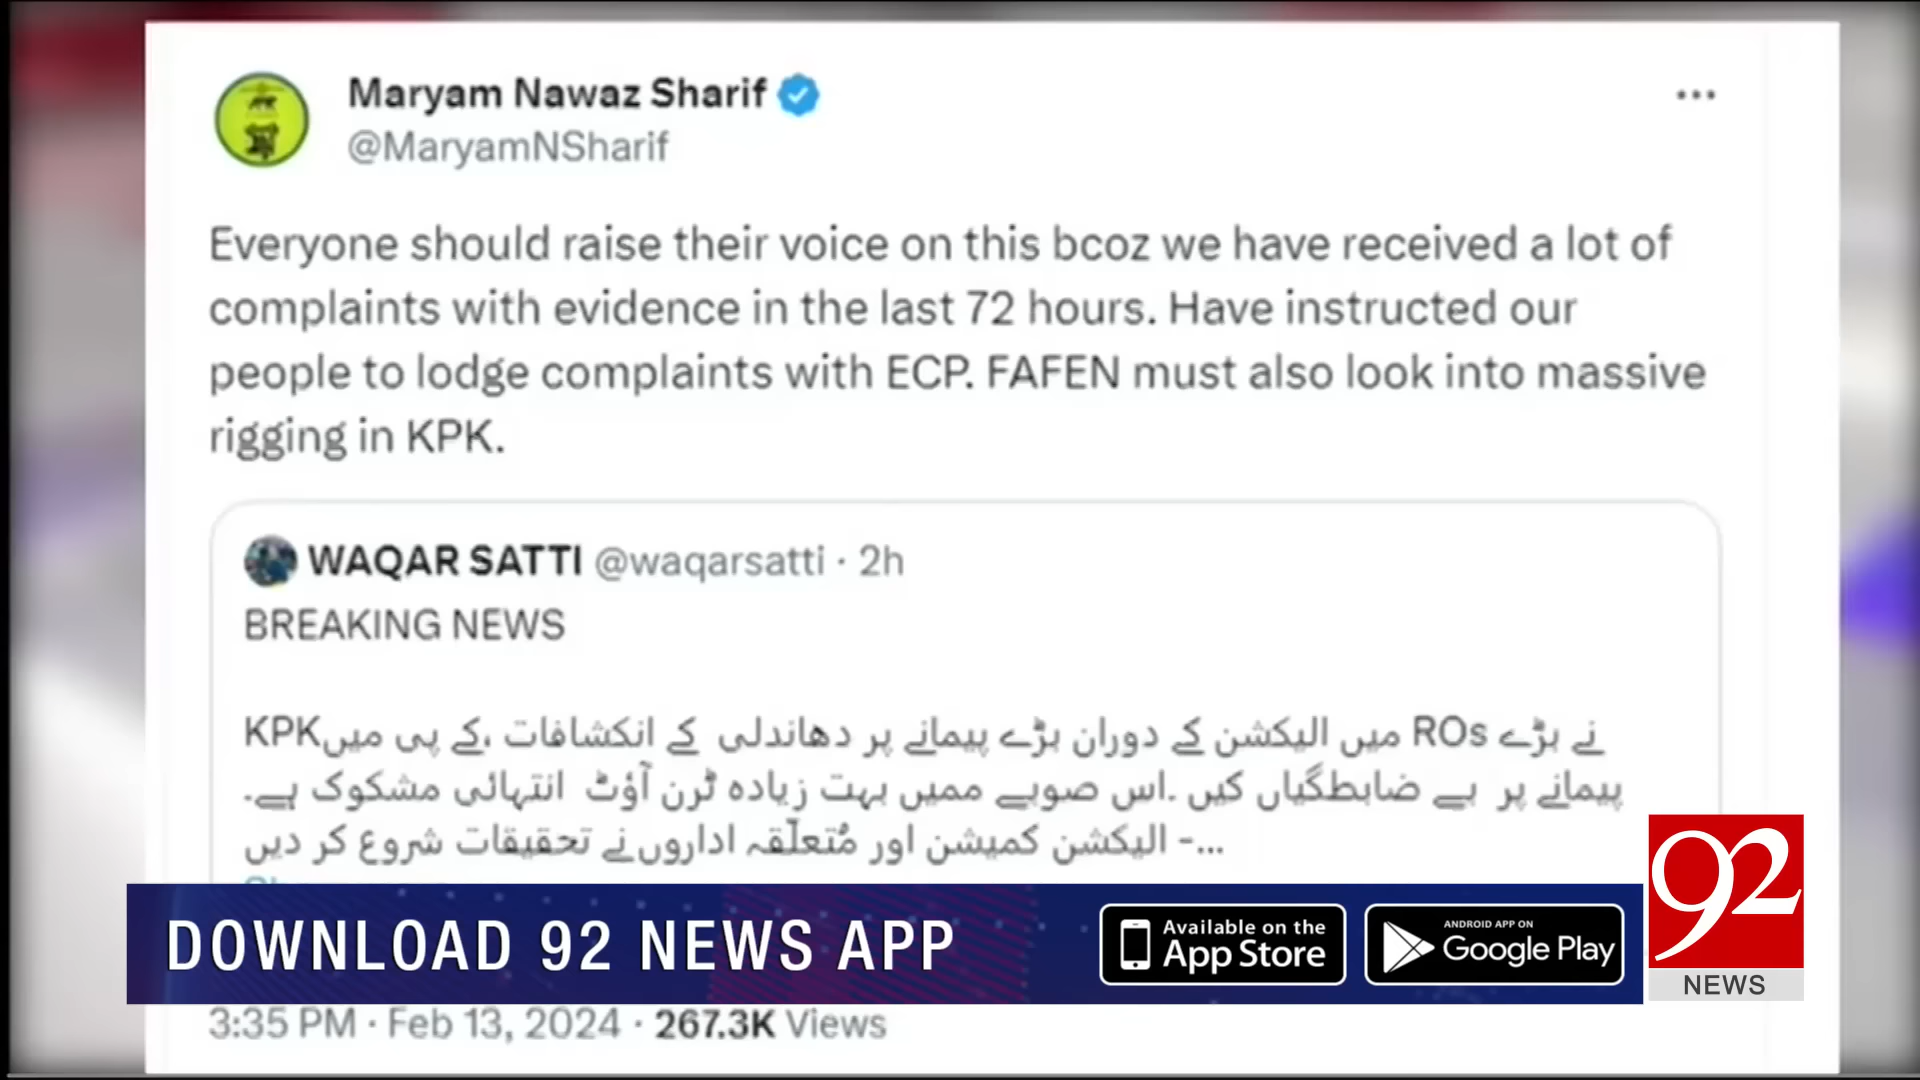 Maryam Nawaz Sharif
@MaryamNSharif
Everyone should raise their voice on this bcoz we have received a lot of
complaints with evidence in the last 72 hours. Have instructed our
people to lodge complaints with ECP. FAFEN must also look into massive
rigging in KPK.
WAQAR SATTI @waqarsatti · 2h
BREAKING NEWS
KPKمیں الیکشن کے دوران بڑے پیمانے پر دھاندلی کے انکشافات ،کے پی میں ROs نے بڑے
پیمانے پر بے ضابطگیاں کیں .اس صوبے ممیں بہت زیادہ ٹرن آؤٹ انتہائی مشکوک ہے.
- الیکشن کمیشن اور مُتعلّقہ اداروں نے تحقیقات شروع کر دیں...
DOWNLOAD 92 NEWS APP
Available on the
App Store
ANDROID APP ON
Google Play
92
NEWS
3:35 PM · Feb 13, 2024 · 267.3K Views